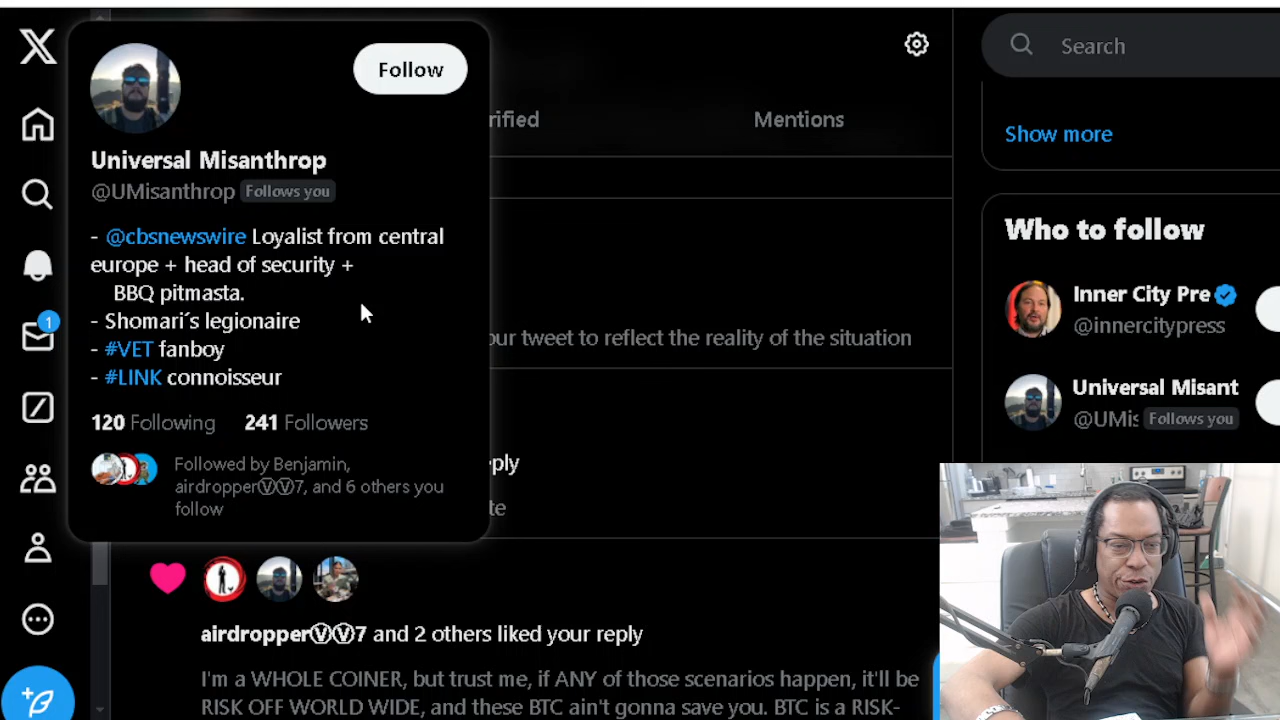 Follow
Universal Misanthrop
@UMisanthrop Follows you
- @cbsnewswire Loyalist from central
europe + head of security +
BBQ pitmasta.
- Shomari´s legionaire
- #VET fanboy
- #LINK connoisseur
120 Following 241 Followers
Followed by Benjamin,
airdropperⓋⓋ7, and 6 others you
follow
rified
Mentions
our tweet to reflect the reality of the situation
eply
te
airdropperⓋⓋ7 and 2 others liked your reply
I'm a WHOLE COINER, but trust me, if ANY of those scenarios happen, it'll be
RISK OFF WORLD WIDE, and these BTC ain't gonna save you. BTC is a RISK-
Search
Show more
Who to follow
Inner City Pre
@innercitypress
Universal Misant
@UMis Follows you
1